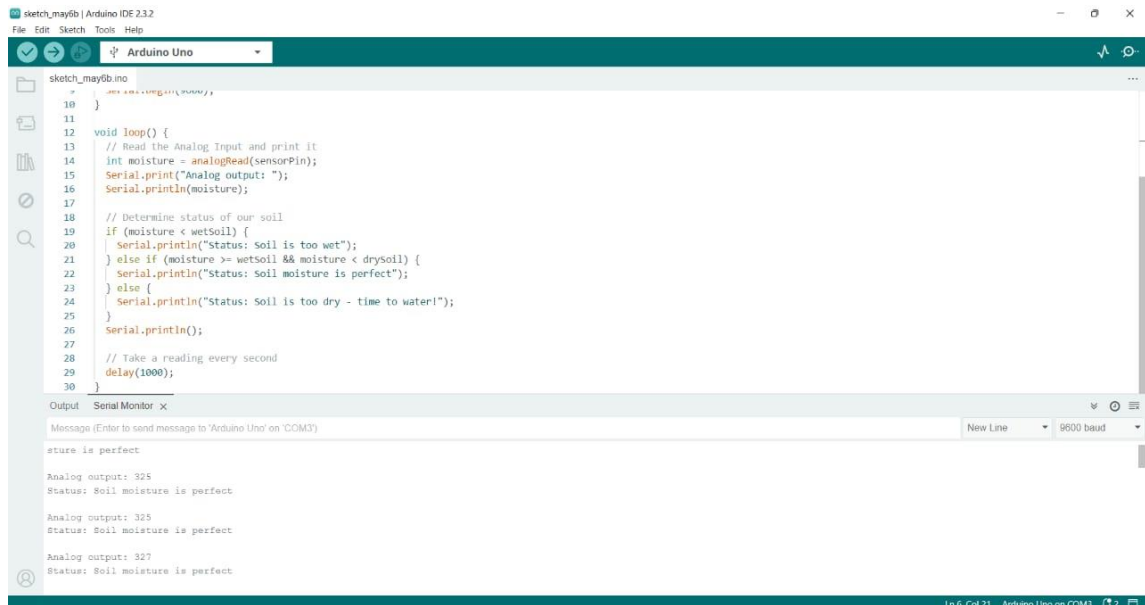 sketch_may6b | Arduino IDE 2.3.2
File Edit Sketch Tools Help
Arduino Uno
sketch_may6b.ino
9 Serial.begin(9600);
10 }
11
12 void loop() {
13 // Read the Analog Input and print it
14 int moisture = analogRead(sensorPin);
15 Serial.print("Analog output: ");
16 Serial.println(moisture);
17
18 // Determine status of our soil
19 if (moisture < wetSoil) {
20 Serial.println("Status: Soil is too wet");
21 } else if (moisture >= wetSoil && moisture < drySoil) {
22 Serial.println("Status: Soil moisture is perfect");
23 } else {
24 Serial.println("Status: Soil is too dry - time to water!");
25 }
26 Serial.println();
27
28 // Take a reading every second
29 delay(1000);
30 }
Output Serial Monitor
Message (Enter to send message to 'Arduino Uno' on 'COM3') New Line 9600 baud
sture is perfect
Analog output: 325
Status: Soil moisture is perfect
Analog output: 325
Status: Soil moisture is perfect
Analog output: 327
Status: Soil moisture is perfect
Ln 6, Col 21 Arduino Uno on COM3 2